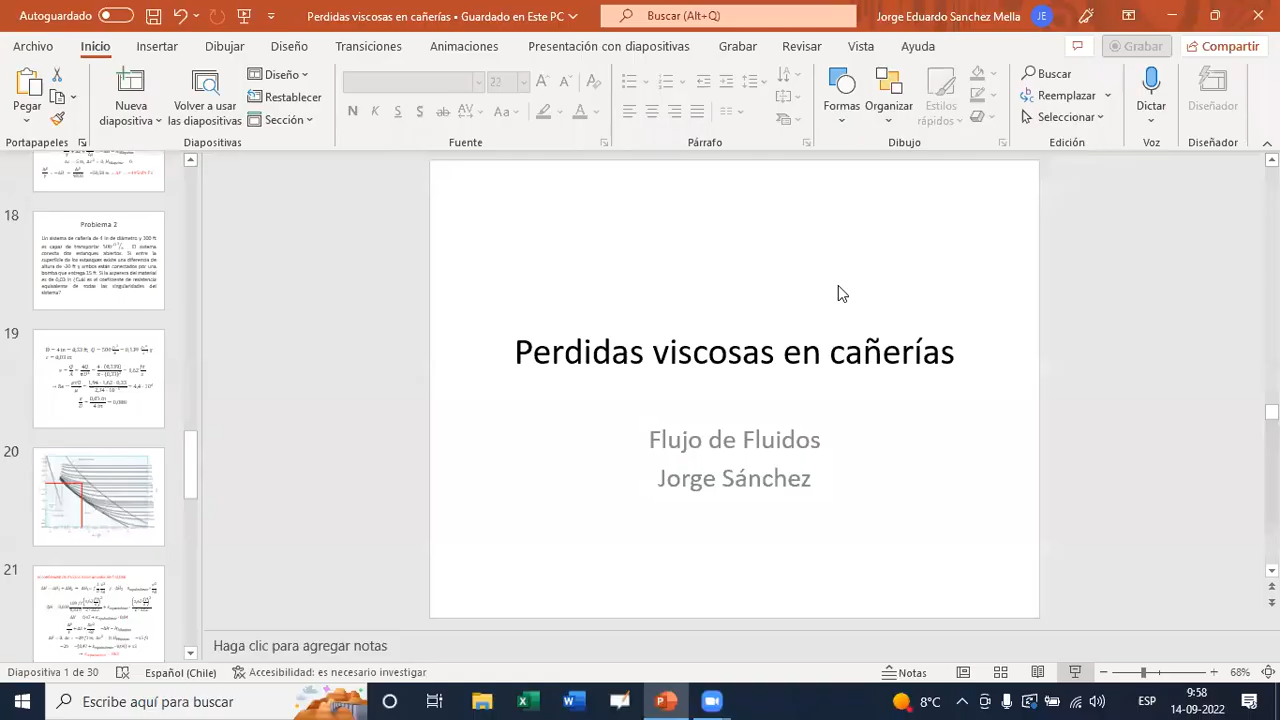 Autoguardado
Perdidas viscosas en cañerías • Guardado en Este PC
Buscar (Alt+Q)
Jorge Eduardo Sanchez Mella
JE
Archivo
Inicio
Insertar
Dibujar
Diseño
Transiciones
Animaciones
Presentación con diapositivas
Grabar
Revisar
Vista
Ayuda
Grabar
Compartir
Pegar
Nueva diapositiva
Volver a usar las diapositivas
Diseño
Restablecer
Sección
22
N K S S ab AV Aa
Formas
Organizar
Estilos rápidos
Buscar
Reemplazar
Seleccionar
Dictar
Diseñador
Portapapeles
Diapositivas
Fuente
Párrafo
Dibujo
Edición
Voz
Diseñador
18
Problema 2
19
20
21
Perdidas viscosas en cañerías
Flujo de Fluidos
Jorge Sánchez
Haga clic para agregar notas
Diapositiva 1 de 30
Español (Chile)
Accesibilidad: es necesario investigar
Notas
68%
Escribe aquí para buscar
8°C
ESP
9:58
14-09-2022